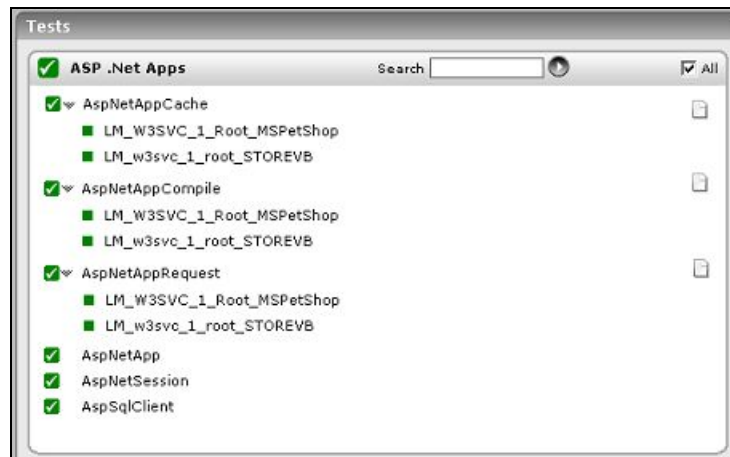 Tests
ASP .Net Apps Search All
AspNetAppCache
LM_W3SVC_1_Root_MSPetShop
LM_w3svc_1_root_STOREVB
AspNetAppCompile
LM_W3SVC_1_Root_MSPetShop
LM_w3svc_1_root_STOREVB
AspNetAppRequest
LM_W3SVC_1_Root_MSPetShop
LM_w3svc_1_root_STOREVB
AspNetApp
AspNetSession
AspSqlClient